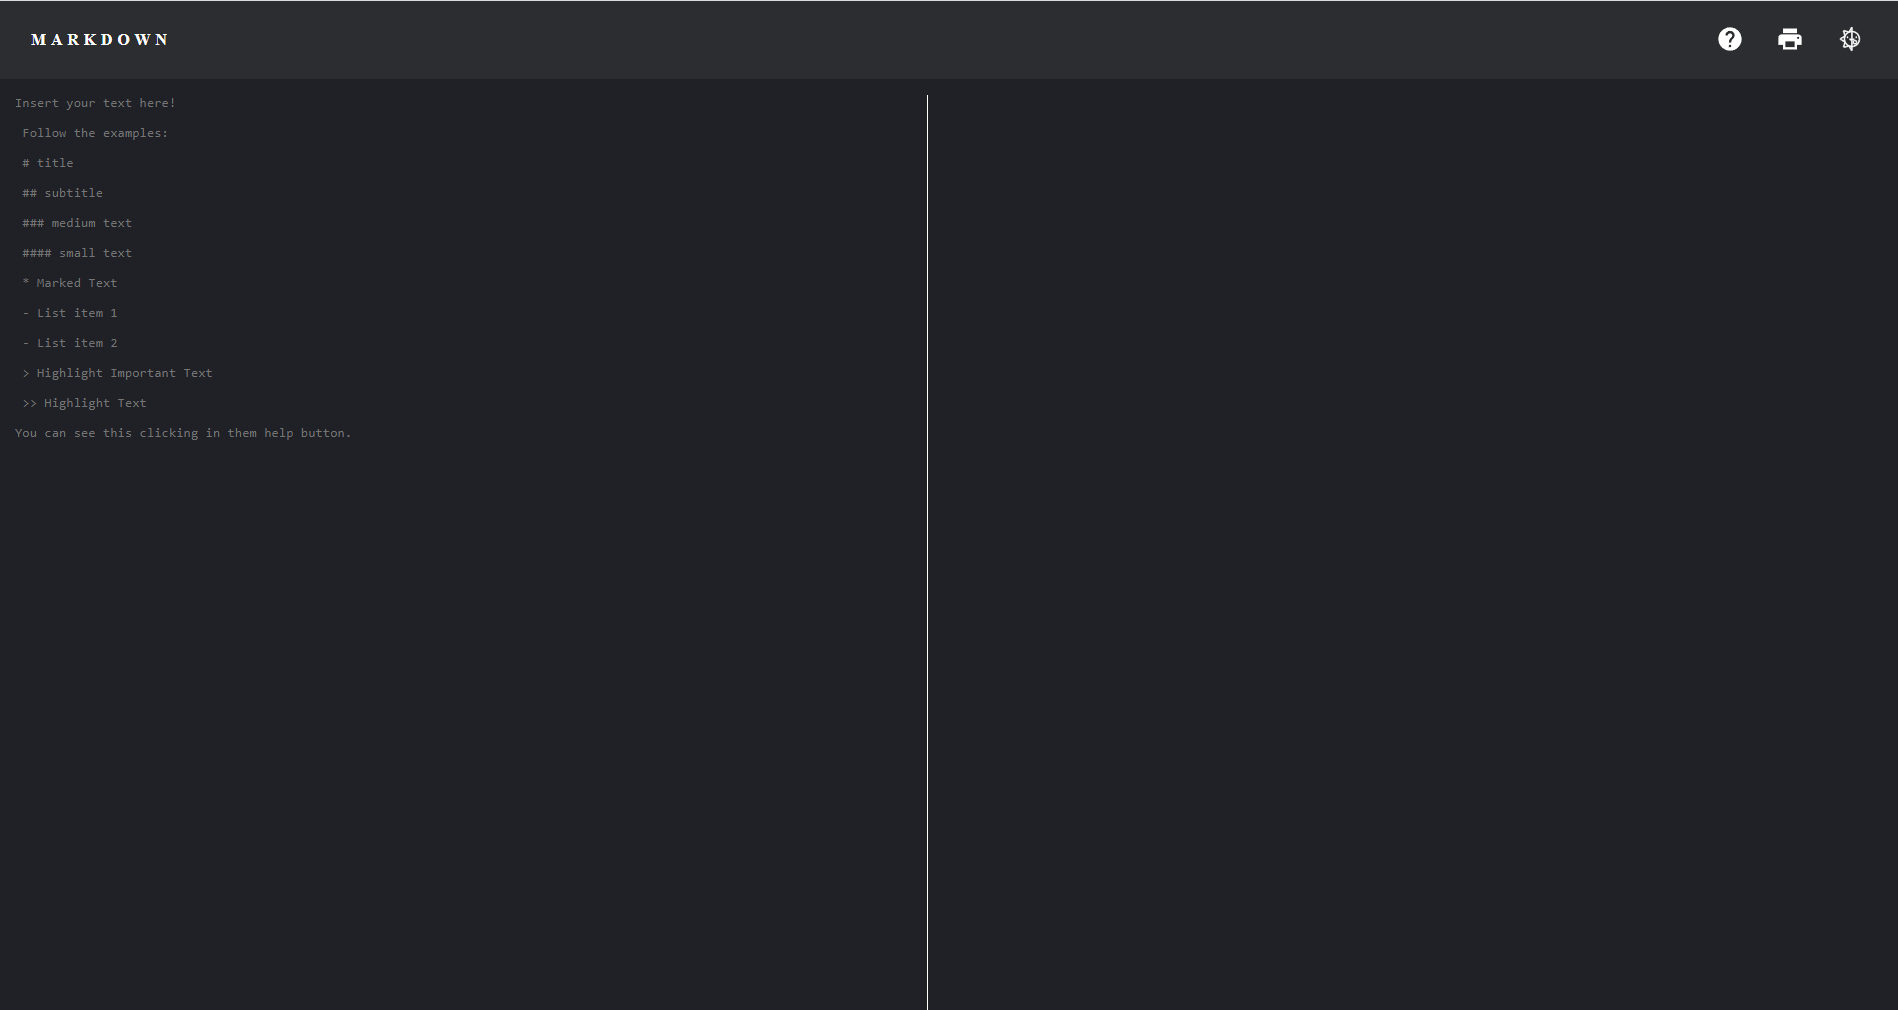 MARKDOWN
Insert your text here!
Follow the examples:
# title
## subtitle
### medium text
#### small text
* Marked Text
- List item 1
- List item 2
> Highlight Important Text
>> Highlight Text
You can see this clicking in them help button.